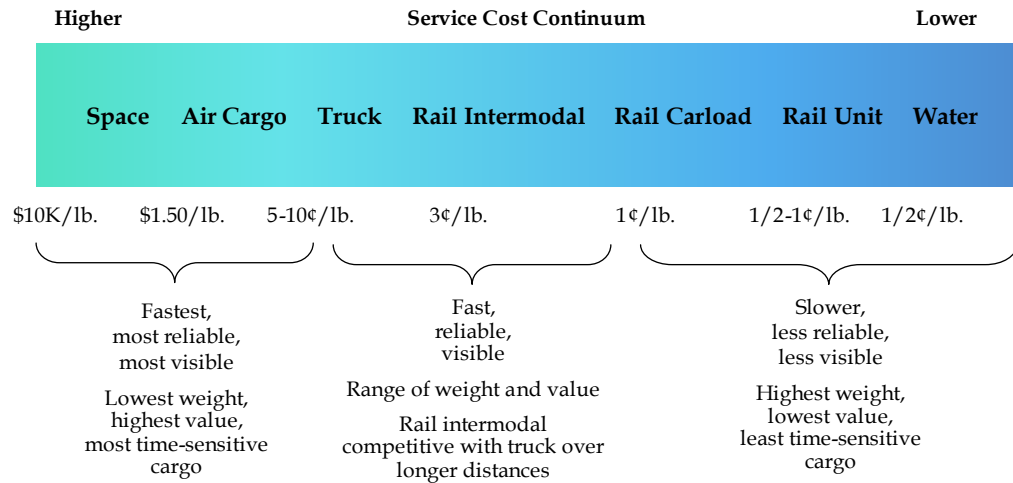 Higher Service Cost Continuum Lower
Space Air Cargo Truck Rail Intermodal Rail Carload Rail Unit Water
$10K/lb. $1.50/lb. 5-10¢/lb. 3¢/lb. 1¢/lb. 1/2-1¢/lb. 1/2¢/lb.
Fastest,
most reliable,
most visible
Lowest weight,
highest value,
most time-sensitive
cargo
Fast,
reliable,
visible
Range of weight and value
Rail intermodal
competitive with truck over
longer distances
Slower,
less reliable,
less visible
Highest weight,
lowest value,
least time-sensitive
cargo